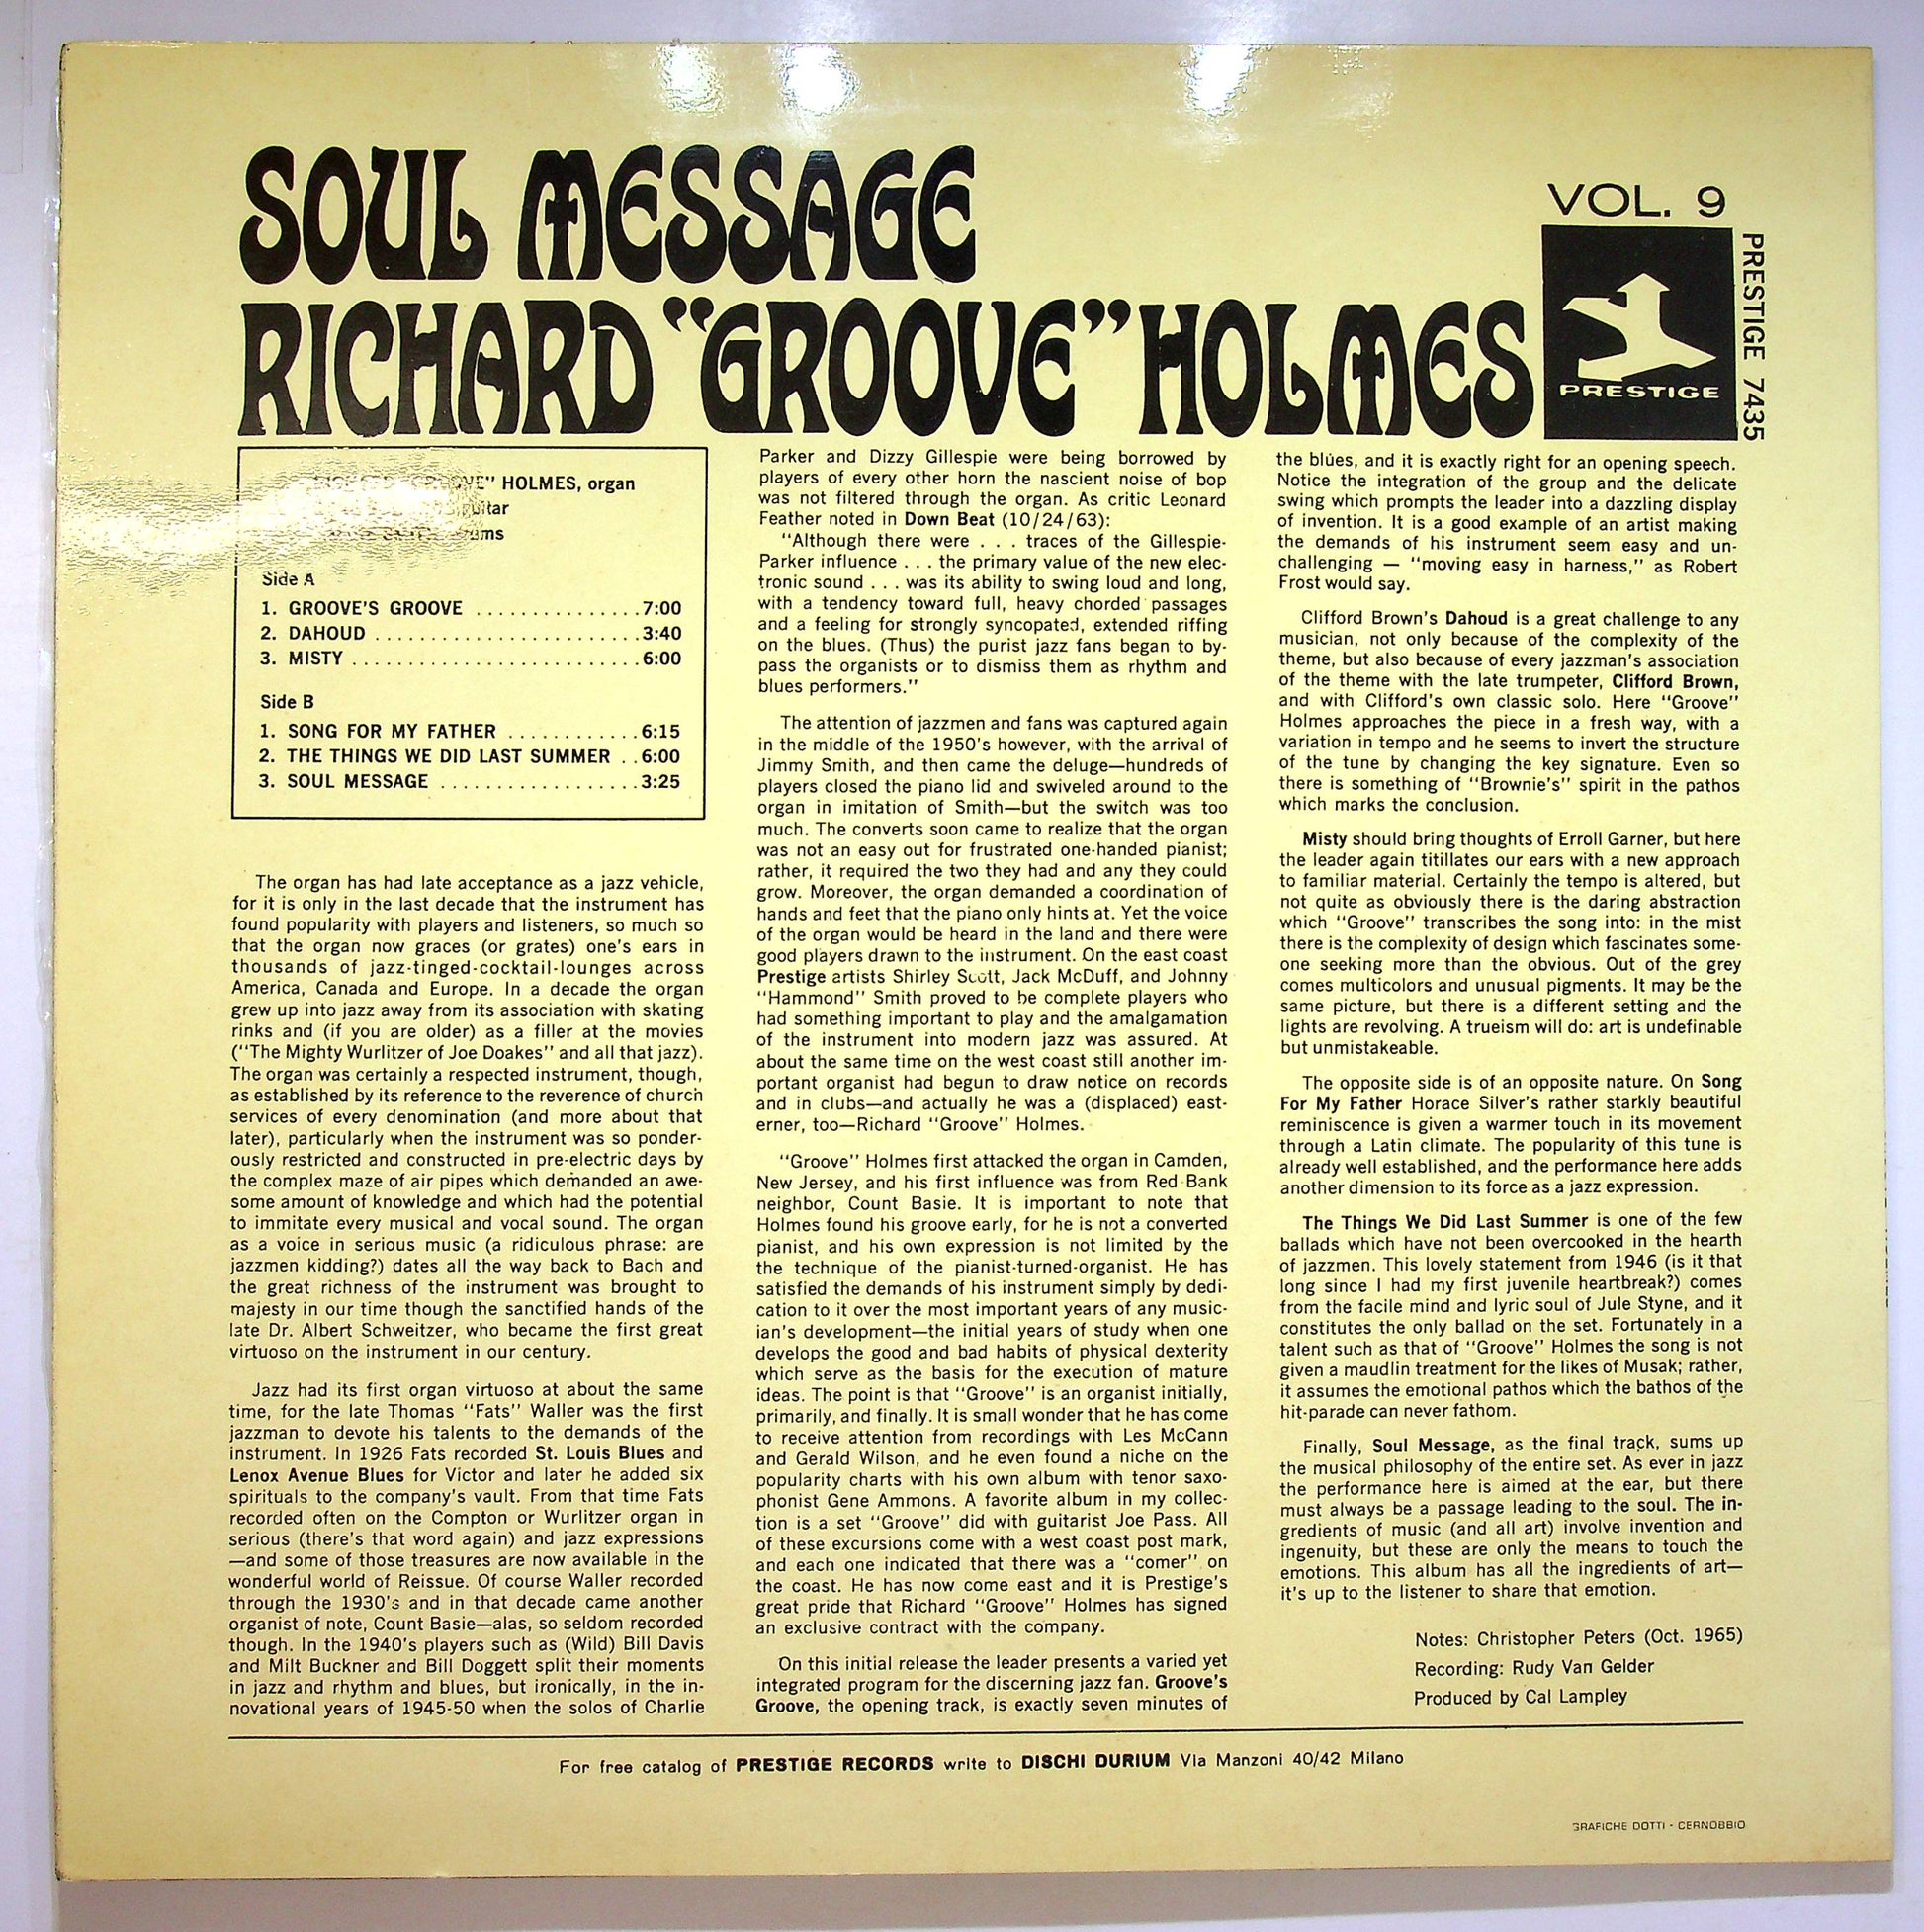 SOUL MESSAGE
RICHARD "GROOVE" HOLMES
VOL. 9
PRESTIGE
PRESTIGE 7435
"GROOVE" HOLMES, organ
guitar
drums
Side A
1. GROOVE'S GROOVE ................7:00
2. DAHOUD .........................3:40
3. MISTY ...........................6:00
Side B
1. SONG FOR MY FATHER .............6:15
2. THE THINGS WE DID LAST SUMMER ..6:00
3. SOUL MESSAGE ...................3:25
The organ has had late acceptance as a jazz vehicle,
for it is only in the last decade that the instrument has
found popularity with players and listeners, so much so
that the organ now graces (or grates) one's ears in
thousands of jazz-tinged-cocktail-lounges across
America, Canada and Europe. In a decade the organ
grew up into jazz away from its association with skating
rinks and (if you are older) as a filler at the movies
("The Mighty Wurlitzer of Joe Doakes" and all that jazz).
The organ was certainly a respected instrument, though,
as established by its reference to the reverence of church
services of every denomination (and more about that
later), particularly when the instrument was so ponder-
ously restricted and constructed in pre-electric days by
the complex maze of air pipes which demanded an awe-
some amount of knowledge and which had the potential
to immitate every musical and vocal sound. The organ
as a voice in serious music (a ridiculous phrase: are
jazzmen kidding?) dates all the way back to Bach and
the great richness of the instrument was brought to
majesty in our time though the sanctified hands of the
late Dr. Albert Schweitzer, who became the first great
virtuoso on the instrument in our century.
Jazz had its first organ virtuoso at about the same
time, for the late Thomas "Fats" Waller was the first
jazzman to devote his talents to the demands of the
instrument. In 1926 Fats recorded St. Louis Blues and
Lenox Avenue Blues for Victor and later he added six
spirituals to the company's vault. From that time Fats
recorded often on the Compton or Wurlitzer organ in
serious (there's that word again) and jazz expressions
—and some of those treasures are now available in the
wonderful world of Reissue. Of course Waller recorded
through the 1930's and in that decade came another
organist of note, Count Basie—alas, so seldom recorded
though. In the 1940's players such as (Wild) Bill Davis
and Milt Buckner and Bill Doggett split their moments
in jazz and rhythm and blues, but ironically, in the in-
novational years of 1945-50 when the solos of Charlie
Parker and Dizzy Gillespie were being borrowed by
players of every other horn the nascient noise of bop
was not filtered through the organ. As critic Leonard
Feather noted in Down Beat (10/24/63):
"Although there were . . . traces of the Gillespie-
Parker influence . . . the primary value of the new elec-
tronic sound . . . was its ability to swing loud and long,
with a tendency toward full, heavy chorded passages
and a feeling for strongly syncopated, extended riffing
on the blues. (Thus) the purist jazz fans began to by-
pass the organists or to dismiss them as rhythm and
blues performers."
The attention of jazzmen and fans was captured again
in the middle of the 1950's however, with the arrival of
Jimmy Smith, and then came the deluge—hundreds of
players closed the piano lid and swiveled around to the
organ in imitation of Smith—but the switch was too
much. The converts soon came to realize that the organ
was not an easy out for frustrated one-handed pianist;
rather, it required the two they had and any they could
grow. Moreover, the organ demanded a coordination of
hands and feet that the piano only hints at. Yet the voice
of the organ would be heard in the land and there were
good players drawn to the instrument. On the east coast
Prestige artists Shirley Scott, Jack McDuff, and Johnny
"Hammond" Smith proved to be complete players who
had something important to play and the amalgamation
of the instrument into modern jazz was assured. At
about the same time on the west coast still another im-
portant organist had begun to draw notice on records
and in clubs—and actually he was a (displaced) east-
erner, too—Richard "Groove" Holmes.
"Groove" Holmes first attacked the organ in Camden,
New Jersey, and his first influence was from Red Bank
neighbor, Count Basie. It is important to note that
Holmes found his groove early, for he is not a converted
pianist, and his own expression is not limited by the
the technique of the pianist-turned-organist. He has
satisfied the demands of his instrument simply by dedi-
cation to it over the most important years of any music-
ian's development—the initial years of study when one
develops the good and bad habits of physical dexterity
which serve as the basis for the execution of mature
ideas. The point is that "Groove" is an organist initially,
primarily, and finally. It is small wonder that he has come
to receive attention from recordings with Les McCann
and Gerald Wilson, and he even found a niche on the
popularity charts with his own album with tenor saxo-
phonist Gene Ammons. A favorite album in my collec-
tion is a set "Groove" did with guitarist Joe Pass. All
of these excursions come with a west coast post mark,
and each one indicated that there was a "comer" on
the coast. He has now come east and it is Prestige's
great pride that Richard "Groove" Holmes has signed
an exclusive contract with the company.
On this initial release the leader presents a varied yet
integrated program for the discerning jazz fan. Groove's
Groove, the opening track, is exactly seven minutes of
the blues, and it is exactly right for an opening speech.
Notice the integration of the group and the delicate
swing which prompts the leader into a dazzling display
of invention. It is a good example of an artist making
the demands of his instrument seem easy and un-
challenging — "moving easy in harness," as Robert
Frost would say.
Clifford Brown's Dahoud is a great challenge to any
musician, not only because of the complexity of the
theme, but also because of every jazzman's association
of the theme with the late trumpeter, Clifford Brown,
and with Clifford's own classic solo. Here "Groove"
Holmes approaches the piece in a fresh way, with a
variation in tempo and he seems to invert the structure
of the tune by changing the key signature. Even so
there is something of "Brownie's" spirit in the pathos
which marks the conclusion.
Misty should bring thoughts of Erroll Garner, but here
the leader again titillates our ears with a new approach
to familiar material. Certainly the tempo is altered, but
not quite as obviously there is the daring abstraction
which "Groove" transcribes the song into: in the mist
there is the complexity of design which fascinates some-
one seeking more than the obvious. Out of the grey
comes multicolors and unusual pigments. It may be the
same picture, but there is a different setting and the
lights are revolving. A trueism will do: art is undefinable
but unmistakeable.
The opposite side is of an opposite nature. On Song
For My Father Horace Silver's rather starkly beautiful
reminiscence is given a warmer touch in its movement
through a Latin climate. The popularity of this tune is
already well established, and the performance here adds
another dimension to its force as a jazz expression.
The Things We Did Last Summer is one of the few
ballads which have not been overcooked in the hearth
of jazzmen. This lovely statement from 1946 (is it that
long since I had my first juvenile heartbreak?) comes
from the facile mind and lyric soul of Jule Styne, and it
constitutes the only ballad on the set. Fortunately in a
talent such as that of "Groove" Holmes the song is not
given a maudlin treatment for the likes of Musak; rather,
it assumes the emotional pathos which the bathos of the
hit-parade can never fathom.
Finally, Soul Message, as the final track, sums up
the musical philosophy of the entire set. As ever in jazz
the performance here is aimed at the ear, but there
must always be a passage leading to the soul. The in-
gredients of music (and all art) involve invention and
ingenuity, but these are only the means to touch the
emotions. This album has all the ingredients of art—
it's up to the listener to share that emotion.
Notes: Christopher Peters (Oct. 1965)
Recording: Rudy Van Gelder
Produced by Cal Lampley
For free catalog of PRESTIGE RECORDS write to DISCHI DURIUM Via Manzoni 40/42 Milano
GRAFICHE DOTTI - CERNOBBIO